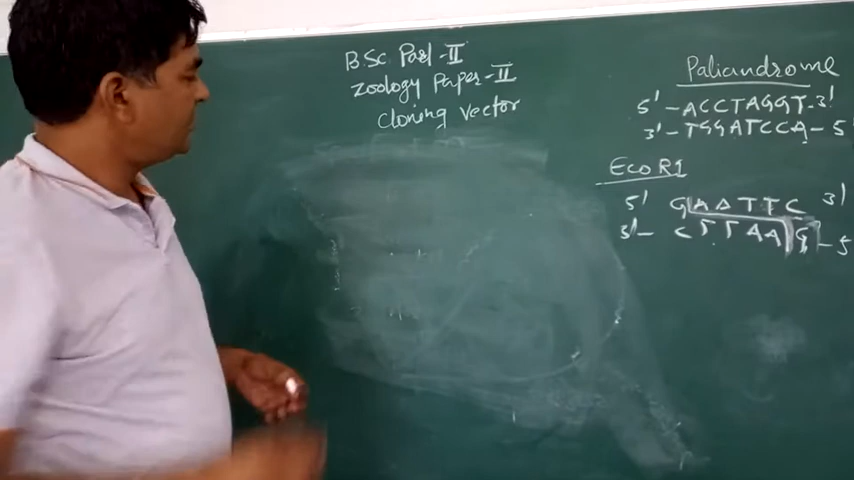 BSc Part-II
Zoology Paper-II
Cloning Vector
Paliandrome
5'-ACCTAGGT-3'
3'-TGGATCCA-5
EcoR1
5' GAATTC 3'
3'- CTTAAG-5